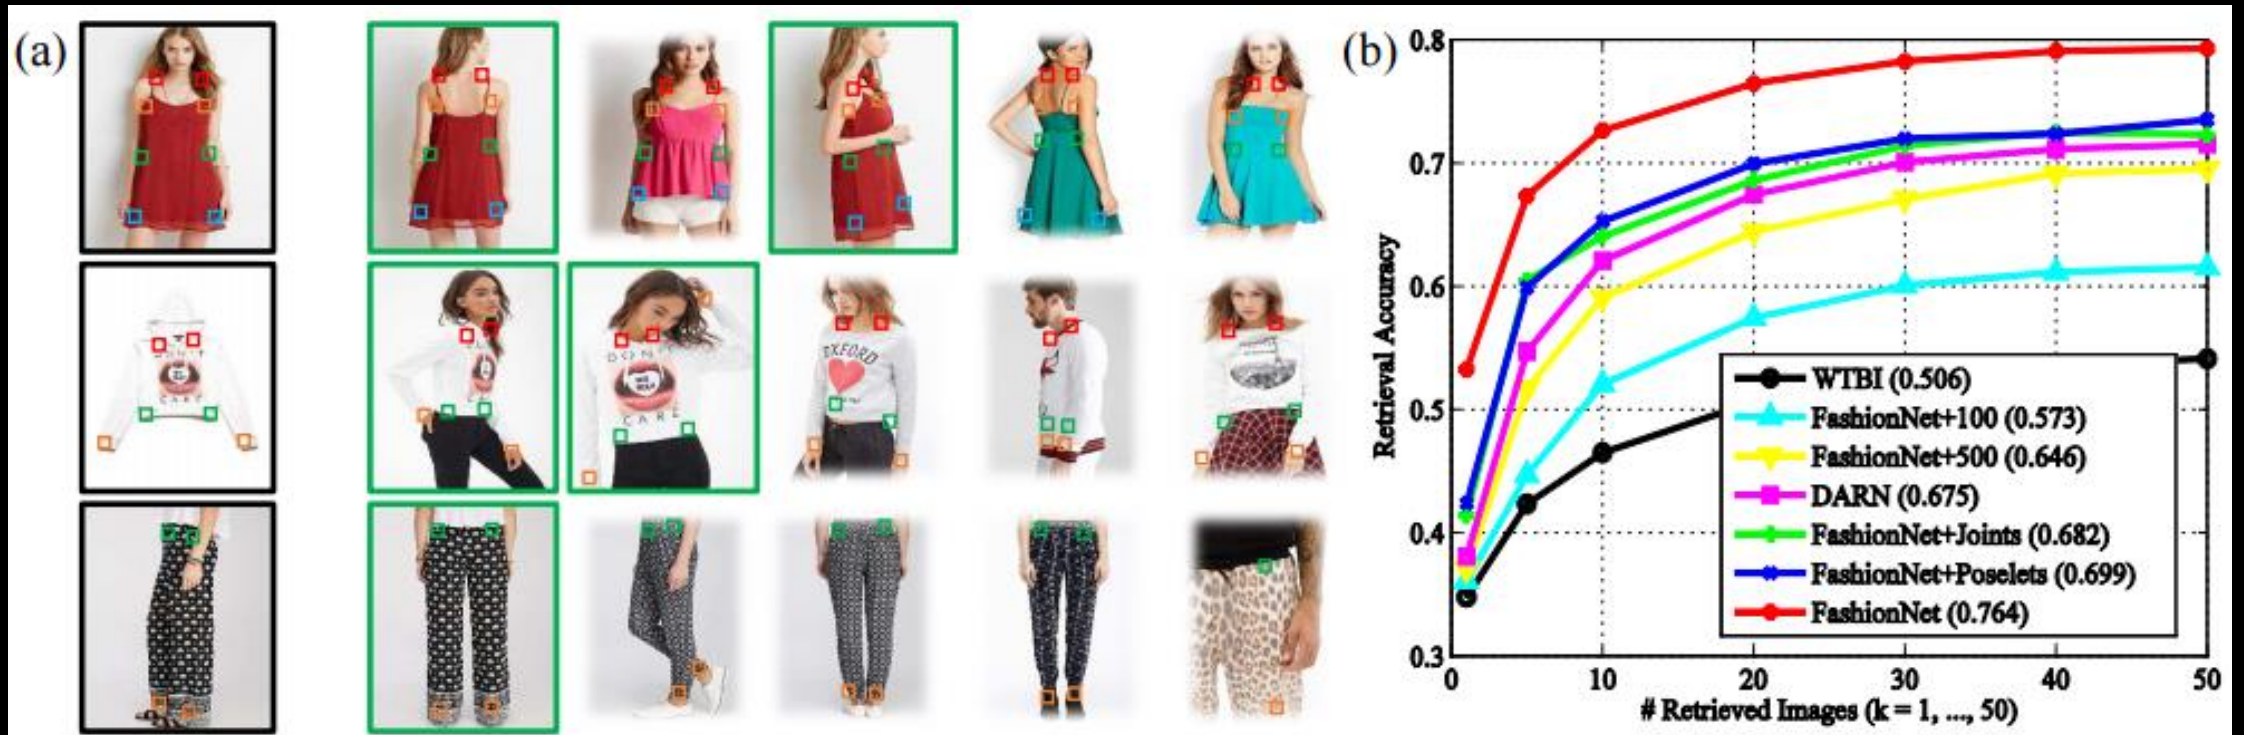 (a)
DON'T
CARE
DON'T
CARE
OXFORD
(b)
0.8
0.7
0.6
0.5
0.4
0.3
Retrieval Accuracy
WTBI (0.506)
FashionNet+100 (0.573)
FashionNet+500 (0.646)
DARN (0.675)
FashionNet+Joints (0.682)
FashionNet+Poselets (0.699)
FashionNet (0.764)
0 10 20 30 40 50
# Retrieved Images (k = 1, ..., 50)